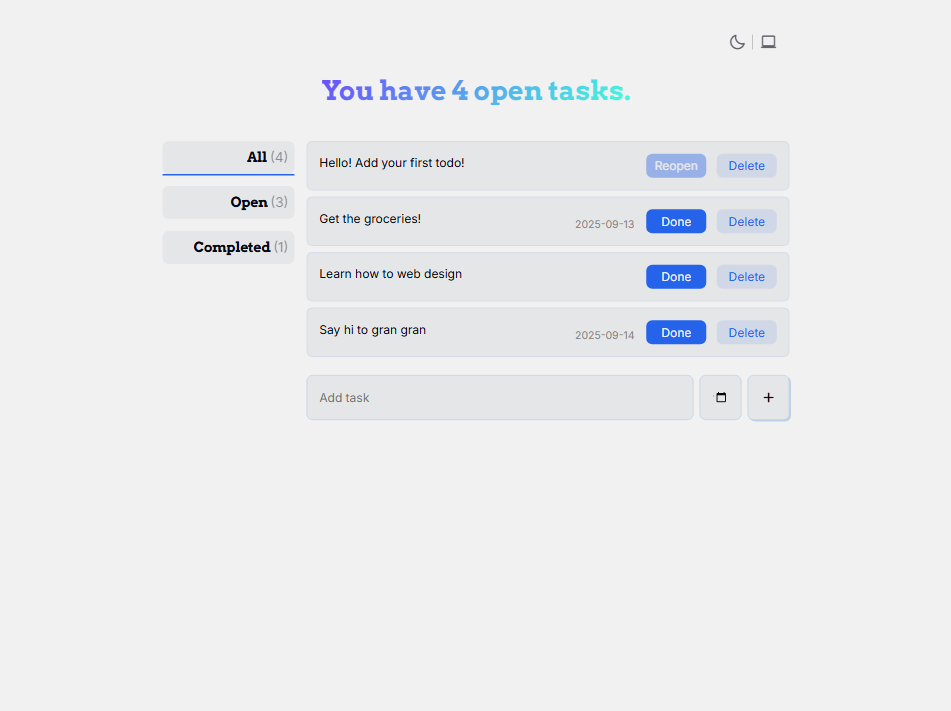 You have 4 open tasks.
All (4)
Open (3)
Completed (1)
Hello! Add your first todo! Reopen Delete
Get the groceries! 2025-09-13 Done Delete
Learn how to web design Done Delete
Say hi to gran gran 2025-09-14 Done Delete
Add task +